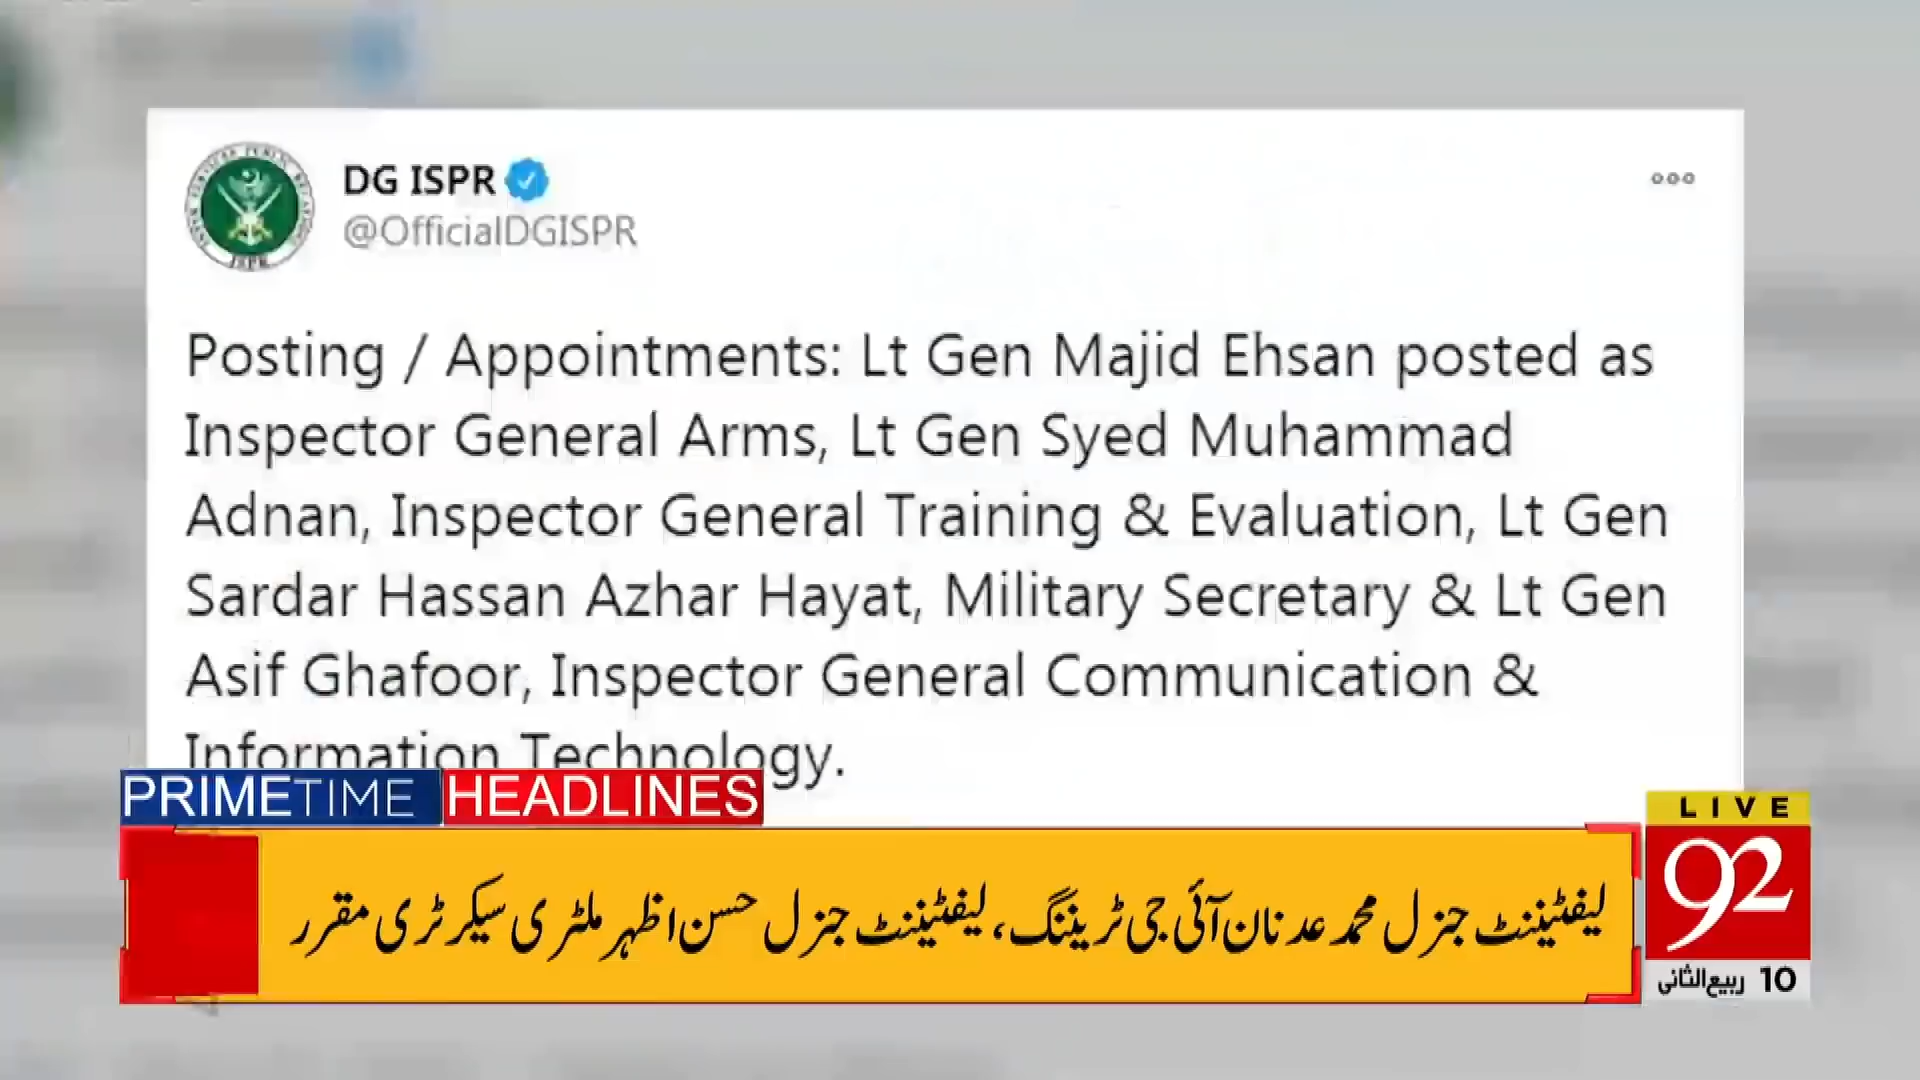 DG ISPR
@OfficialDGISPR
Posting / Appointments: Lt Gen Majid Ehsan posted as
Inspector General Arms, Lt Gen Syed Muhammad
Adnan, Inspector General Training & Evaluation, Lt Gen
Sardar Hassan Azhar Hayat, Military Secretary & Lt Gen
Asif Ghafoor, Inspector General Communication &
Information Technology.
PRIMETIME HEADLINES
لیفٹیننٹ جنرل محمد عدنان آئی جی ٹریننگ، لیفٹیننٹ جنرل حسن اظہر ملٹری سیکرٹری مقرر
LIVE
92
10 ربیع الثانی